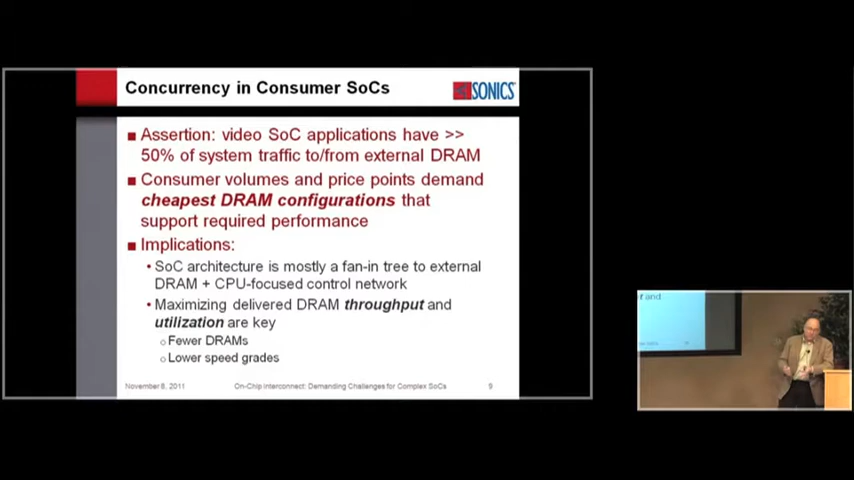 Concurrency in Consumer SoCs
SONICS
Assertion: video SoC applications have >>
50% of system traffic to/from external DRAM
Consumer volumes and price points demand
cheapest DRAM configurations that
support required performance
Implications:
SoC architecture is mostly a fan-in tree to external
DRAM + CPU-focused control network
Maximizing delivered DRAM throughput and
utilization are key
Fewer DRAMs
Lower speed grades
November 8, 2011
On-Chip Interconnect: Demanding Challenges for Complex SoCs
9
and